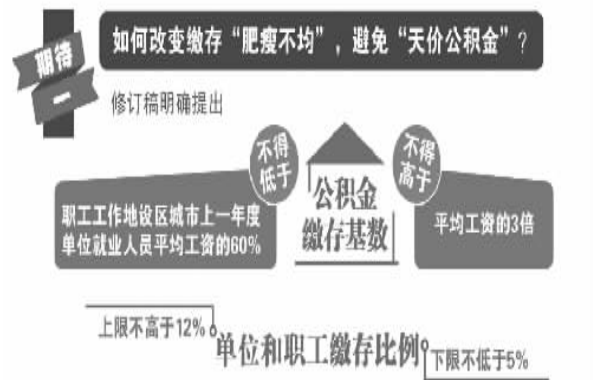 期待一
如何改变缴存“肥瘦不均”，避免“天价公积金”？
修订稿明确提出
不得
低于
职工工作地设区城市上一年度
单位就业人员平均工资的60%
公积金
缴存基数
不得
高于
平均工资的3倍
上限不高于12%
单位和职工缴存比例
下限不低于5%